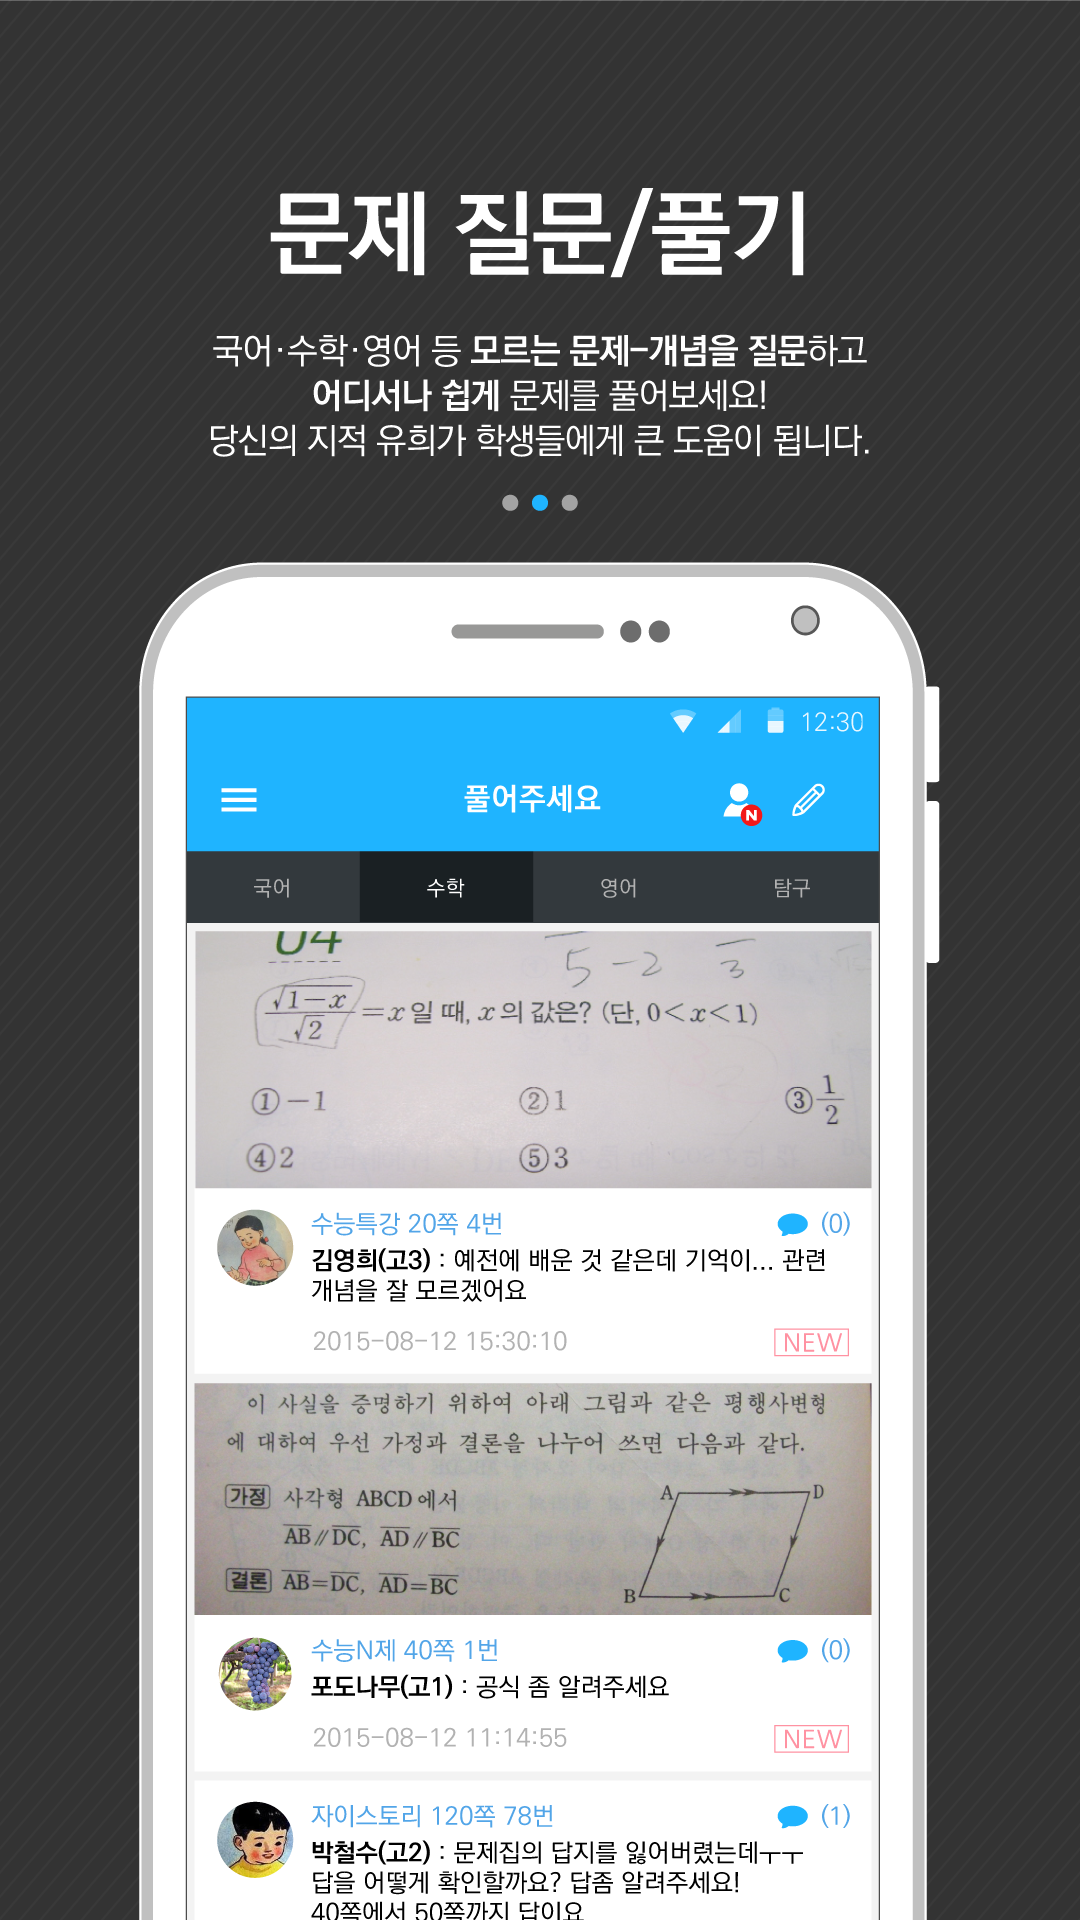 문제 질문/풀기
국어·수학·영어 등 모르는 문제-개념을 질문하고
어디서나 쉽게 문제를 풀어보세요!
당신의 지적 유희가 학생들에게 큰 도움이 됩니다.
12:30
풀어주세요
N
국어 수학 영어 탐구
04
5 -2 3
√1-x / √2 = x일 때, x의 값은? (단, 0<x<1)
① -1 ② 1 ③ 1/2
④ 2 ⑤ 3
수능특강 20쪽 4번 (0)
김영희(고3) : 예전에 배운 것 같은데 기억이... 관련
개념을 잘 모르겠어요
2015-08-12 15:30:10 NEW
이 사실을 증명하기 위하여 아래 그림과 같은 평행사변형
에 대하여 우선 가정과 결론을 나누어 쓰면 다음과 같다.
가정 사각형 ABCD에서
AB∥DC, AD∥BC
결론 AB=DC, AD=BC
A D
B C
수능N제 40쪽 1번 (0)
포도나무(고1) : 공식 좀 알려주세요
2015-08-12 11:14:55 NEW
자이스토리 120쪽 78번 (1)
박철수(고2) : 문제집의 답지를 잃어버렸는데ㅜㅜ
답을 어떻게 확인할까요? 답좀 알려주세요!
40쪽에서 50쪽까지 답이요